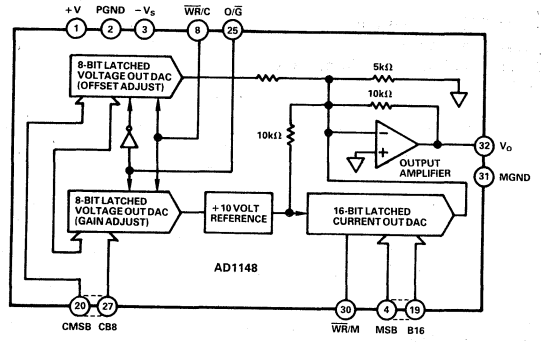 +V PGND −VS W̅R̅/C O/G̅
1 2 3 8 25
8-BIT LATCHED
VOLTAGE OUT DAC
(OFFSET ADJUST)
5kΩ
10kΩ
10kΩ
−
+
OUTPUT
AMPLIFIER
32 VO
31 MGND
8-BIT LATCHED
VOLTAGE OUT DAC
(GAIN ADJUST)
+10 VOLT
REFERENCE
16-BIT LATCHED
CURRENT OUT DAC
AD1148
20 27 30 4 19
CMSB CB8 W̅R̅/M MSB B16